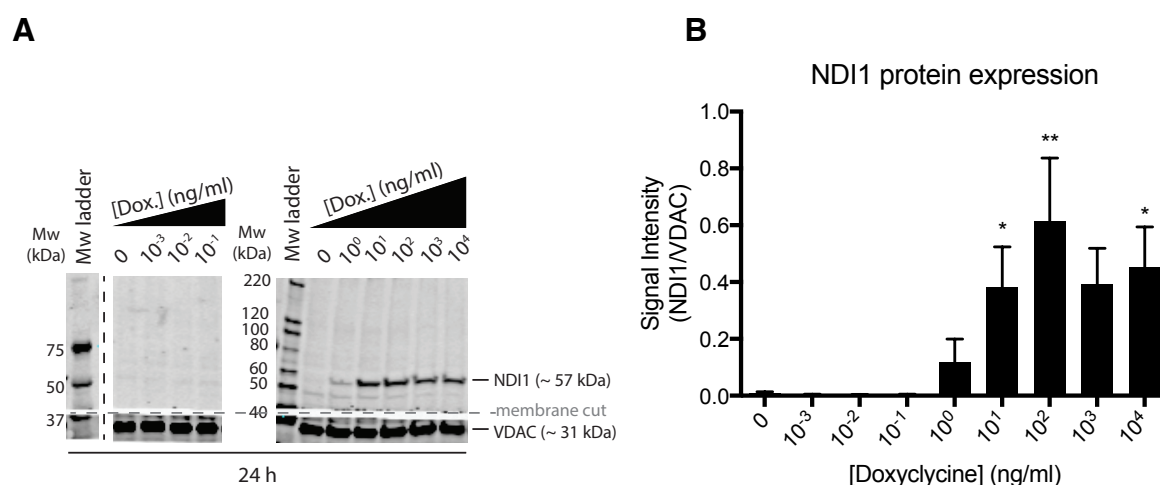 A
Mw (kDa)
Mw ladder
[Dox.] (ng/ml)
0 10⁻³ 10⁻² 10⁻¹
75
50
37
Mw (kDa)
Mw ladder
[Dox.] (ng/ml)
0 10⁰ 10¹ 10² 10³ 10⁴
220
120
100
80
60
50
40
NDI1 (~ 57 kDa)
membrane cut
VDAC (~ 31 kDa)
24 h
B
NDI1 protein expression
Signal Intensity
(NDI1/VDAC)
1.0
0.8
0.6
0.4
0.2
0.0
* ** *
0 10⁻³ 10⁻² 10⁻¹ 10⁰ 10¹ 10² 10³ 10⁴
[Doxycycline] (ng/ml)